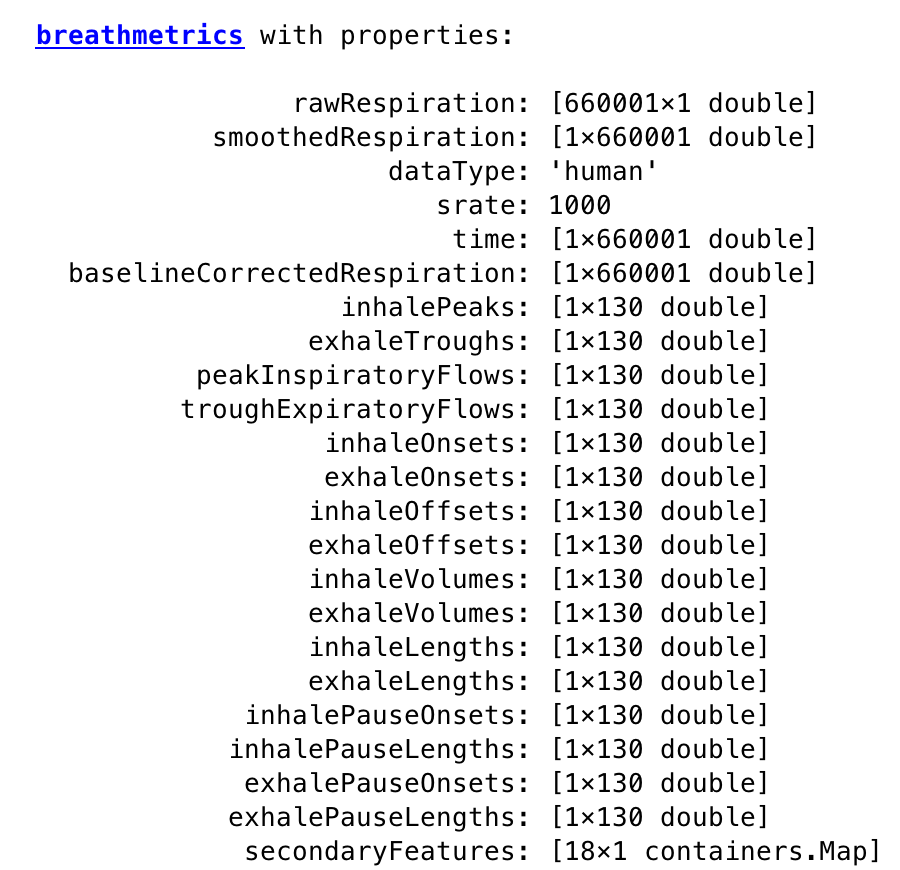 breathmetrics with properties:
rawRespiration: [660001×1 double]
smoothedRespiration: [1×660001 double]
dataType: 'human'
srate: 1000
time: [1×660001 double]
baselineCorrectedRespiration: [1×660001 double]
inhalePeaks: [1×130 double]
exhaleTroughs: [1×130 double]
peakInspiratoryFlows: [1×130 double]
troughExpiratoryFlows: [1×130 double]
inhaleOnsets: [1×130 double]
exhaleOnsets: [1×130 double]
inhaleOffsets: [1×130 double]
exhaleOffsets: [1×130 double]
inhaleVolumes: [1×130 double]
exhaleVolumes: [1×130 double]
inhaleLengths: [1×130 double]
exhaleLengths: [1×130 double]
inhalePauseOnsets: [1×130 double]
inhalePauseLengths: [1×130 double]
exhalePauseOnsets: [1×130 double]
exhalePauseLengths: [1×130 double]
secondaryFeatures: [18×1 containers.Map]